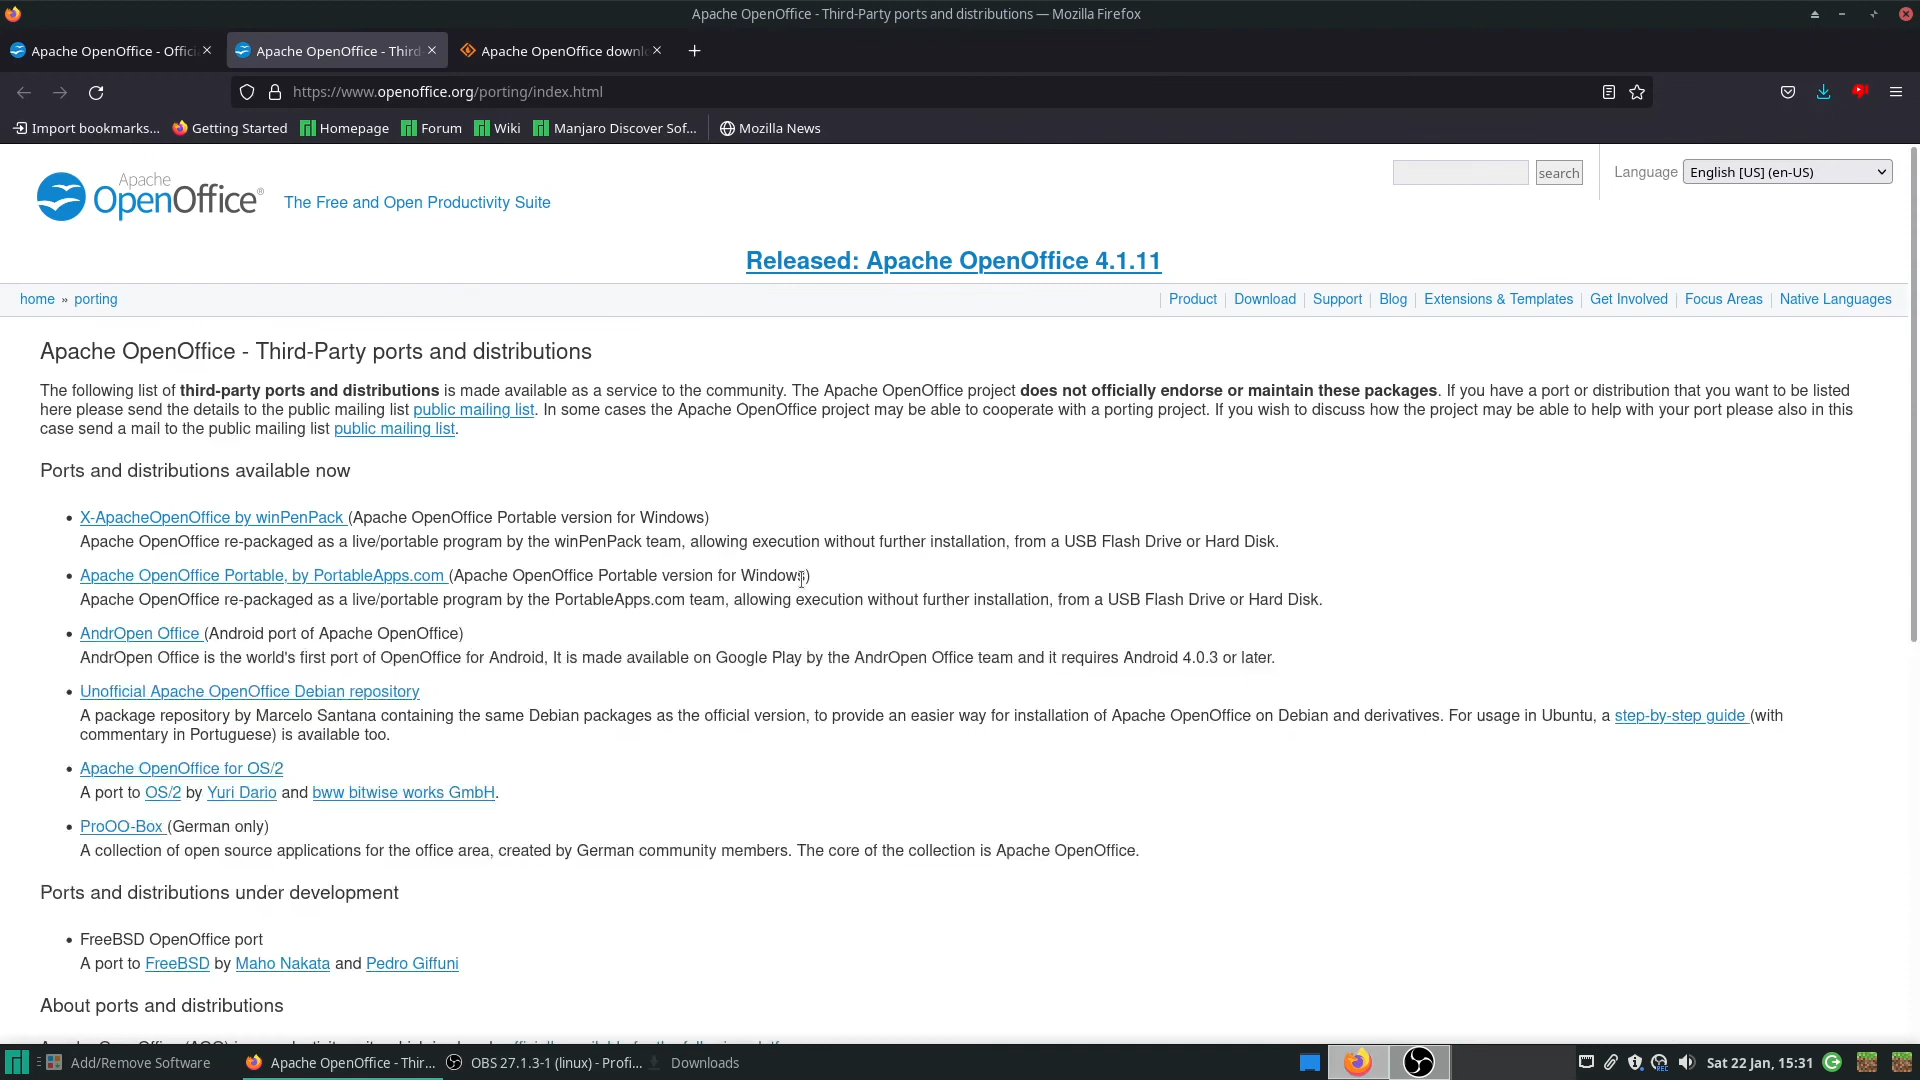 Apache OpenOffice - Third-Party ports and distributions — Mozilla Firefox
Apache OpenOffice - Offici
Apache OpenOffice - Third
Apache OpenOffice downl
https://www.openoffice.org/porting/index.html
Import bookmarks... Getting Started Homepage Forum Wiki Manjaro Discover Sof... Mozilla News
Apache
OpenOffice®
The Free and Open Productivity Suite
search
Language English [US] (en-US)
Released: Apache OpenOffice 4.1.11
home » porting
Product Download Support Blog Extensions & Templates Get Involved Focus Areas Native Languages
Apache OpenOffice - Third-Party ports and distributions
The following list of third-party ports and distributions is made available as a service to the community. The Apache OpenOffice project does not officially endorse or maintain these packages. If you have a port or distribution that you want to be listed
here please send the details to the public mailing list public mailing list. In some cases the Apache OpenOffice project may be able to cooperate with a porting project. If you wish to discuss how the project may be able to help with your port please also in this
case send a mail to the public mailing list public mailing list.
Ports and distributions available now
• X-ApacheOpenOffice by winPenPack (Apache OpenOffice Portable version for Windows)
Apache OpenOffice re-packaged as a live/portable program by the winPenPack team, allowing execution without further installation, from a USB Flash Drive or Hard Disk.
• Apache OpenOffice Portable, by PortableApps.com (Apache OpenOffice Portable version for Windows)
Apache OpenOffice re-packaged as a live/portable program by the PortableApps.com team, allowing execution without further installation, from a USB Flash Drive or Hard Disk.
• AndrOpen Office (Android port of Apache OpenOffice)
AndrOpen Office is the world's first port of OpenOffice for Android, It is made available on Google Play by the AndrOpen Office team and it requires Android 4.0.3 or later.
• Unofficial Apache OpenOffice Debian repository
A package repository by Marcelo Santana containing the same Debian packages as the official version, to provide an easier way for installation of Apache OpenOffice on Debian and derivatives. For usage in Ubuntu, a step-by-step guide (with
commentary in Portuguese) is available too.
• Apache OpenOffice for OS/2
A port to OS/2 by Yuri Dario and bww bitwise works GmbH.
• ProOO-Box (German only)
A collection of open source applications for the office area, created by German community members. The core of the collection is Apache OpenOffice.
Ports and distributions under development
• FreeBSD OpenOffice port
A port to FreeBSD by Maho Nakata and Pedro Giffuni
About ports and distributions
Add/Remove Software
Apache OpenOffice - Thir...
OBS 27.1.3-1 (linux) - Profi...
Downloads
Sat 22 Jan, 15:31